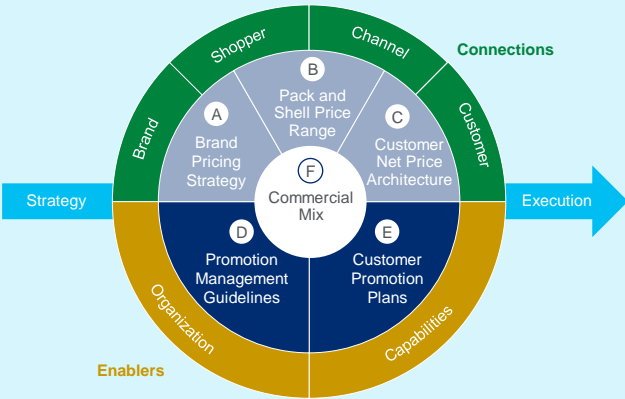 Connections
Shopper
Channel
Brand
Customer
B
Pack and
Shell Price
Range
A
Brand
Pricing
Strategy
C
Customer
Net Price
Architecture
F
Commercial
Mix
Strategy
Execution
D
Promotion
Management
Guidelines
E
Customer
Promotion
Plans
Organization
Capabilities
Enablers